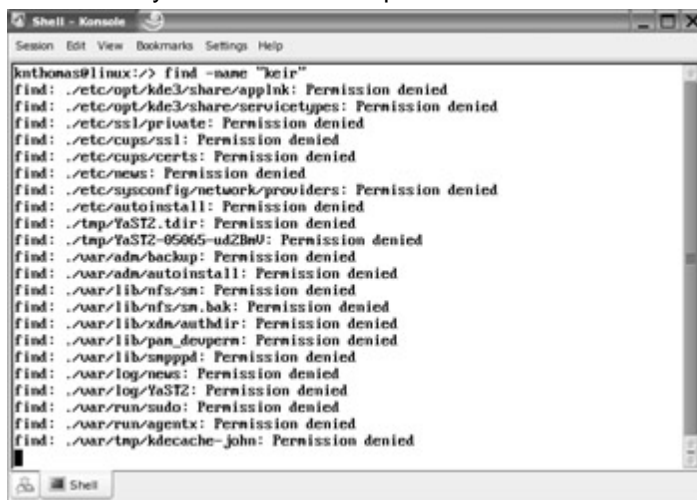 Shell - Konsole
Session Edit View Bookmarks Settings Help
knthomas@linux:/> find -name "keir"
find: ./etc/opt/kde3/share/applnk: Permission denied
find: ./etc/opt/kde3/share/servicetypes: Permission denied
find: ./etc/ssl/private: Permission denied
find: ./etc/cups/ssl: Permission denied
find: ./etc/cups/certs: Permission denied
find: ./etc/news: Permission denied
find: ./etc/sysconfig/network/providers: Permission denied
find: ./etc/autoinstall: Permission denied
find: ./tmp/YaST2.tdir: Permission denied
find: ./tmp/YaST2-05065-udZBmV: Permission denied
find: ./var/adm/backup: Permission denied
find: ./var/adm/autoinstall: Permission denied
find: ./var/lib/nfs/sm: Permission denied
find: ./var/lib/nfs/sm.bak: Permission denied
find: ./var/lib/xdm/authdir: Permission denied
find: ./var/lib/pam_devperm: Permission denied
find: ./var/lib/smpppd: Permission denied
find: ./var/log/news: Permission denied
find: ./var/log/YaST2: Permission denied
find: ./var/run/sudo: Permission denied
find: ./var/run/agentx: Permission denied
find: ./var/tmp/kdecache-john: Permission denied
Shell